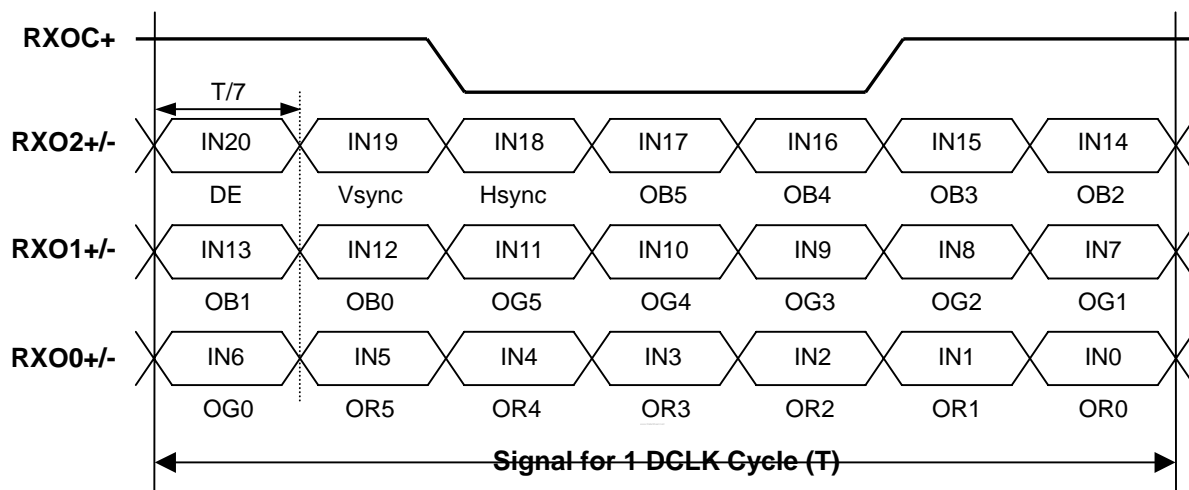 RXOC+
T/7
RXO2+/- IN20 IN19 IN18 IN17 IN16 IN15 IN14
DE Vsync Hsync OB5 OB4 OB3 OB2
RXO1+/- IN13 IN12 IN11 IN10 IN9 IN8 IN7
OB1 OB0 OG5 OG4 OG3 OG2 OG1
RXO0+/- IN6 IN5 IN4 IN3 IN2 IN1 IN0
OG0 OR5 OR4 OR3 OR2 OR1 OR0
Signal for 1 DCLK Cycle (T)